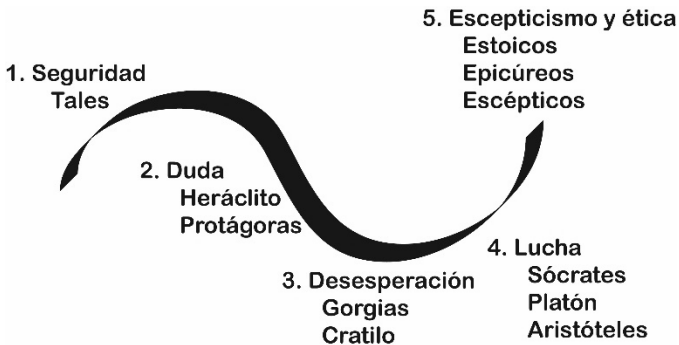 1. Seguridad
Tales
2. Duda
Heráclito
Protágoras
3. Desesperación
Gorgias
Cratilo
4. Lucha
Sócrates
Platón
Aristóteles
5. Escepticismo y ética
Estoicos
Epicúreos
Escépticos